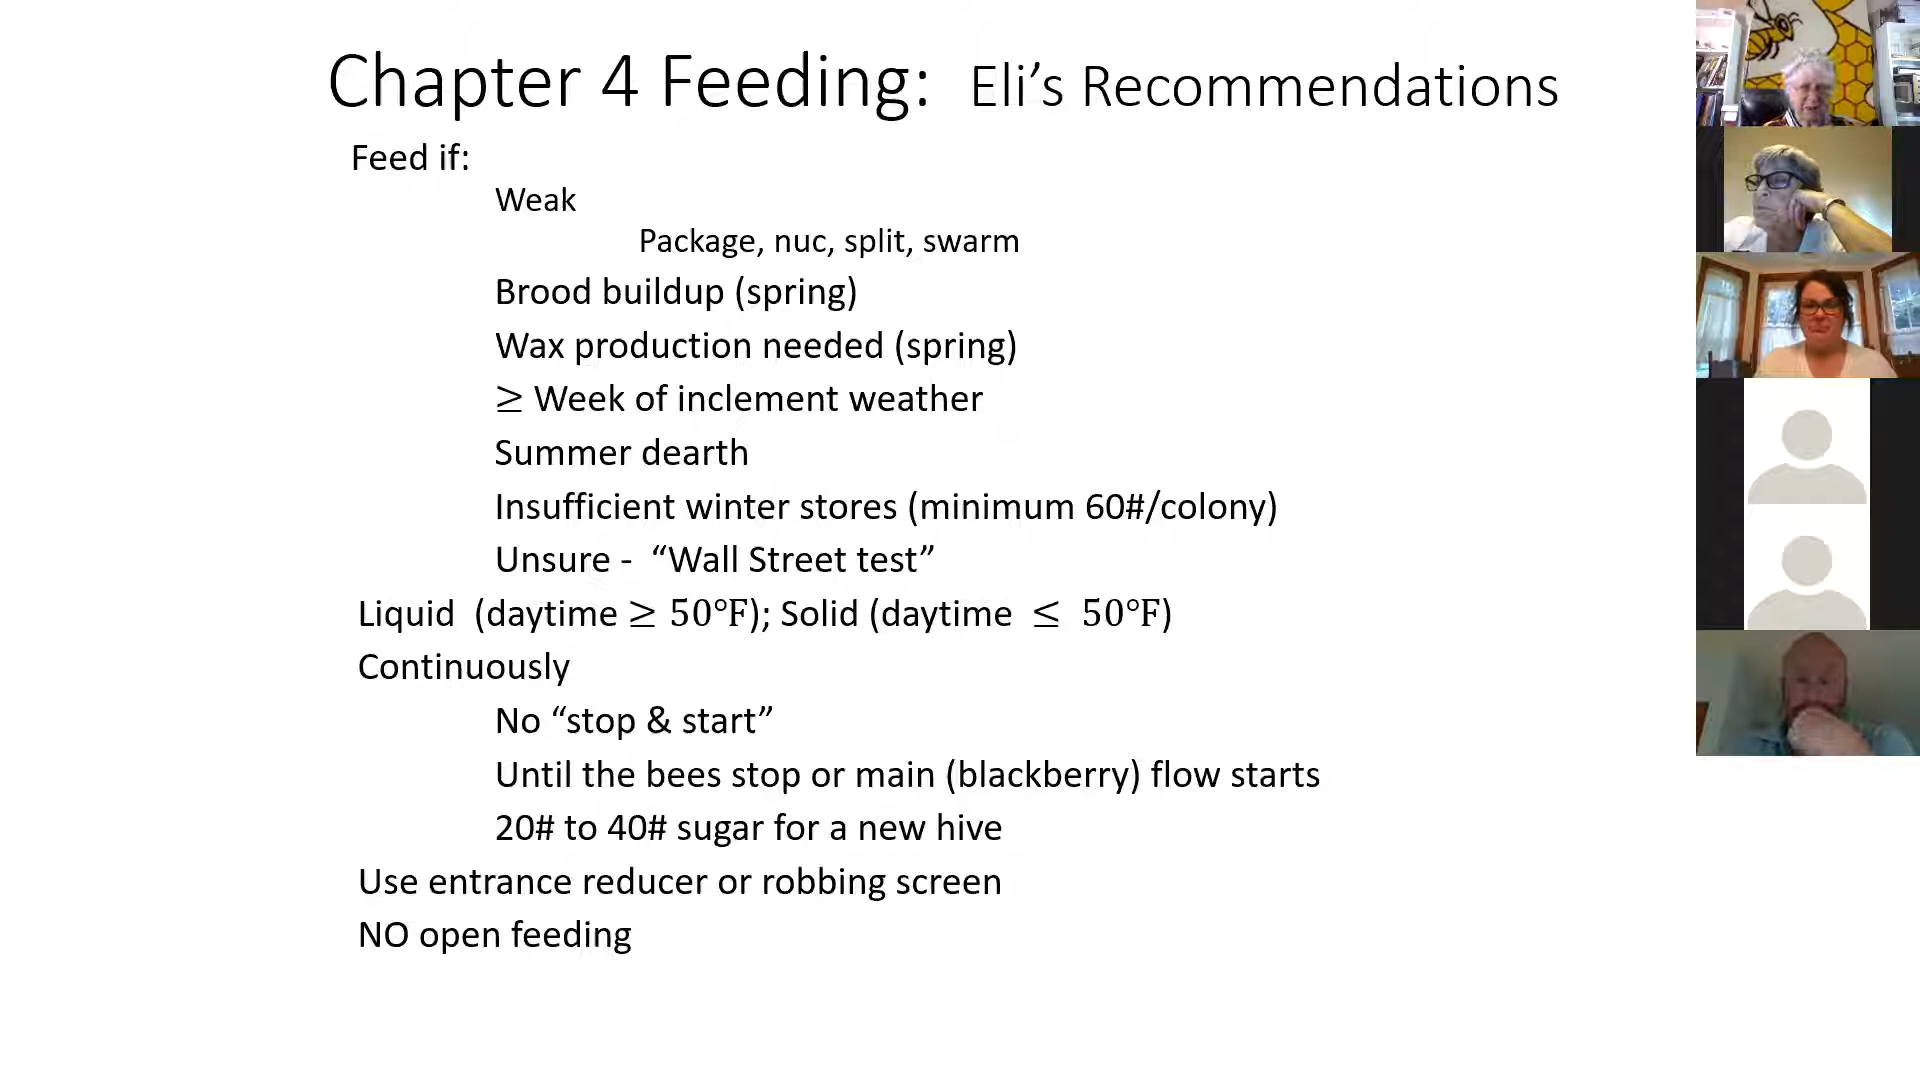 Chapter 4 Feeding: Eli’s Recommendations
Feed if:
Weak
Package, nuc, split, swarm
Brood buildup (spring)
Wax production needed (spring)
≥ Week of inclement weather
Summer dearth
Insufficient winter stores (minimum 60#/colony)
Unsure - “Wall Street test”
Liquid (daytime ≥ 50°F); Solid (daytime ≤ 50°F)
Continuously
No “stop & start”
Until the bees stop or main (blackberry) flow starts
20# to 40# sugar for a new hive
Use entrance reducer or robbing screen
NO open feeding